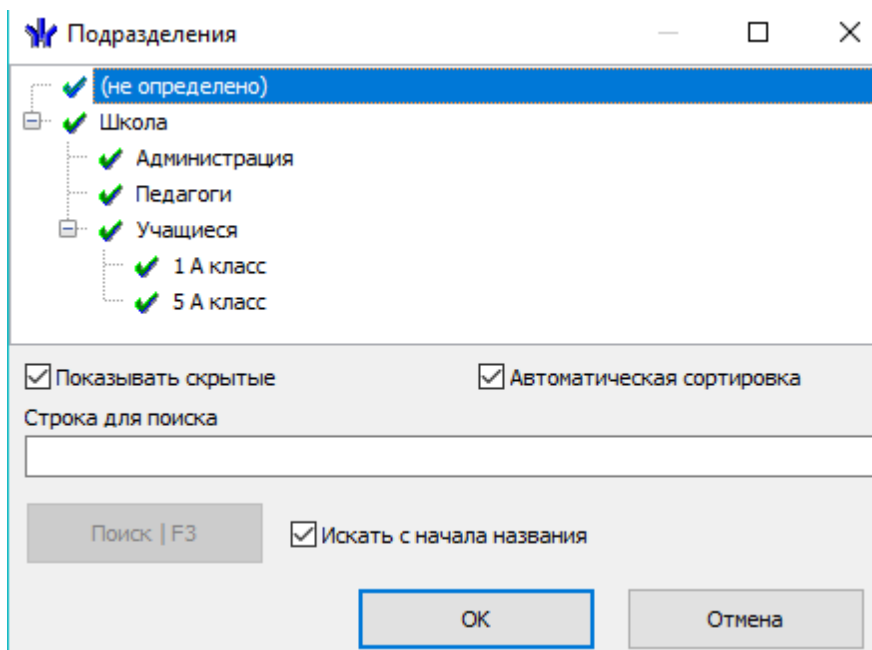 Подразделения
(не определено)
Школа
Администрация
Педагоги
Учащиеся
1 А класс
5 А класс
Показывать скрытые
Автоматическая сортировка
Строка для поиска
Поиск | F3
Искать с начала названия
ОК
Отмена